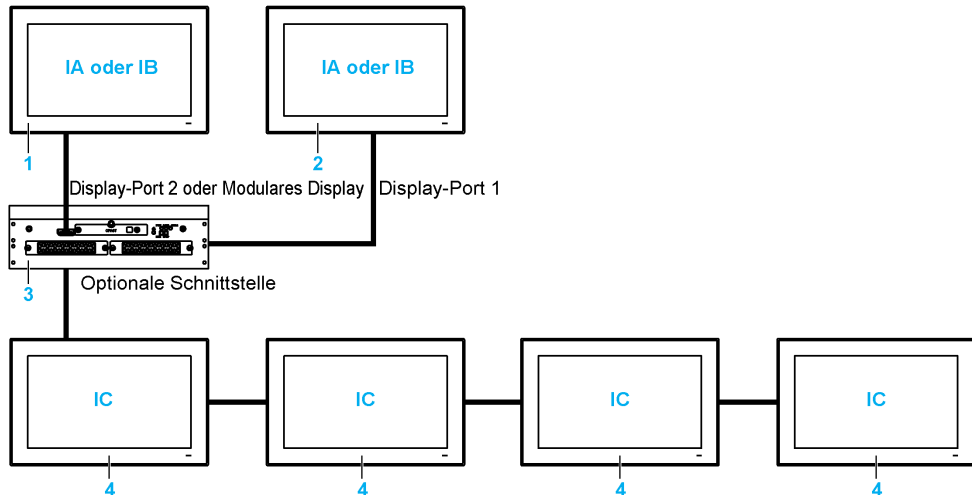 IA oder IB
IA oder IB
1
2
Display-Port 2 oder Modulares Display
Display-Port 1
3
Optionale Schnittstelle
IC
IC
IC
IC
4
4
4
4